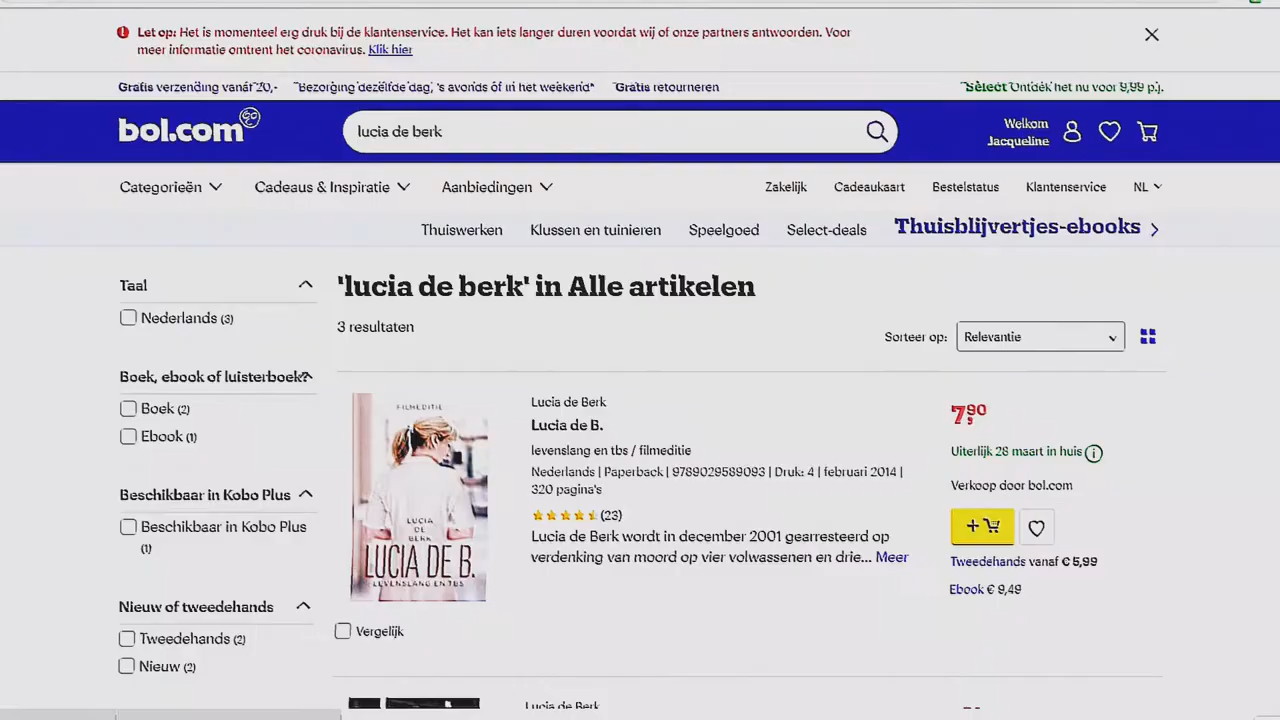 Let op: Het is momenteel erg druk bij de klantenservice. Het kan iets langer duren voordat wij of onze partners antwoorden. Voor
meer informatie omtrent het coronavirus. Klik hier
Gratis verzending vanaf 20,- Bezorging dezelfde dag, 's avonds of in het weekend* Gratis retourneren Select Ontdek het nu voor 9,99 p.j.
bol.com
lucia de berk
Welkom
Jacqueline
Categorieën Cadeaus & Inspiratie Aanbiedingen Zakelijk Cadeaukaart Bestelstatus Klantenservice NL
Thuiswerken Klussen en tuinieren Speelgoed Select-deals Thuisblijvertjes-ebooks
Taal
Nederlands (3)
Boek, ebook of luisterboek?
Boek (2)
Ebook (1)
Beschikbaar in Kobo Plus
Beschikbaar in Kobo Plus
(1)
Nieuw of tweedehands
Tweedehands (2)
Nieuw (2)
'lucia de berk' in Alle artikelen
3 resultaten
Sorteer op: Relevantie
FILMEDITIE
LUCIA
DE
BERK
LUCIA DE B.
LEVENSLANG EN TBS
Vergelijk
Lucia de Berk
Lucia de B.
levenslang en tbs / filmeditie
Nederlands | Paperback | 9789029589093 | Druk: 4 | februari 2014 |
320 pagina's
(23)
Lucia de Berk wordt in december 2001 gearresteerd op
verdenking van moord op vier volwassenen en drie... Meer
7,90
Uiterlijk 28 maart in huis
Verkoop door bol.com
Tweedehands vanaf € 5,99
Ebook € 9,49
Lucia de Berk